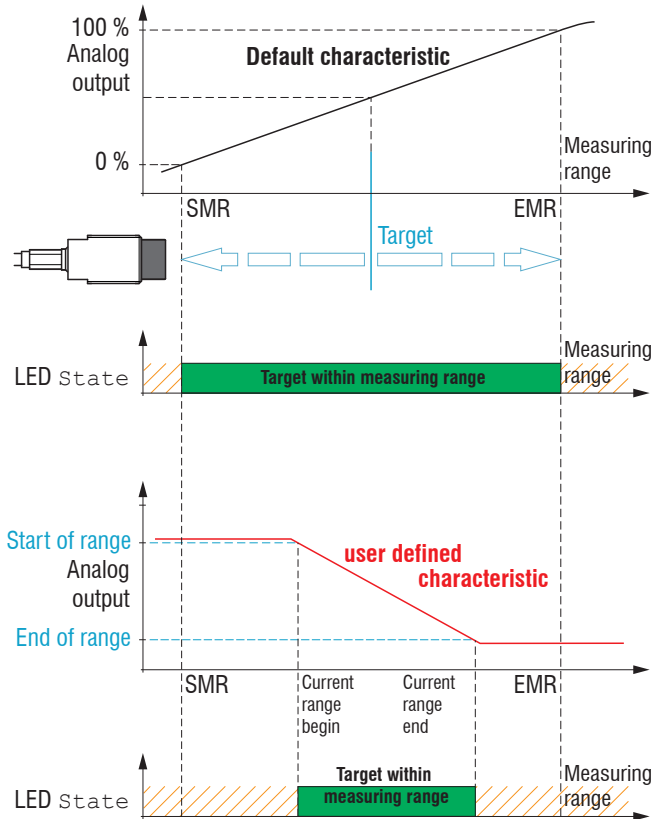 100 %
Analog
output
Default characteristic
0 %
Measuring
range
SMR
EMR
Target
Measuring
range
LED State
Target within measuring range
Start of range
Analog
output
user defined
characteristic
End of range
SMR
Current
range
begin
Current
range
end
EMR
Target within
measuring range
Measuring
range
LED State